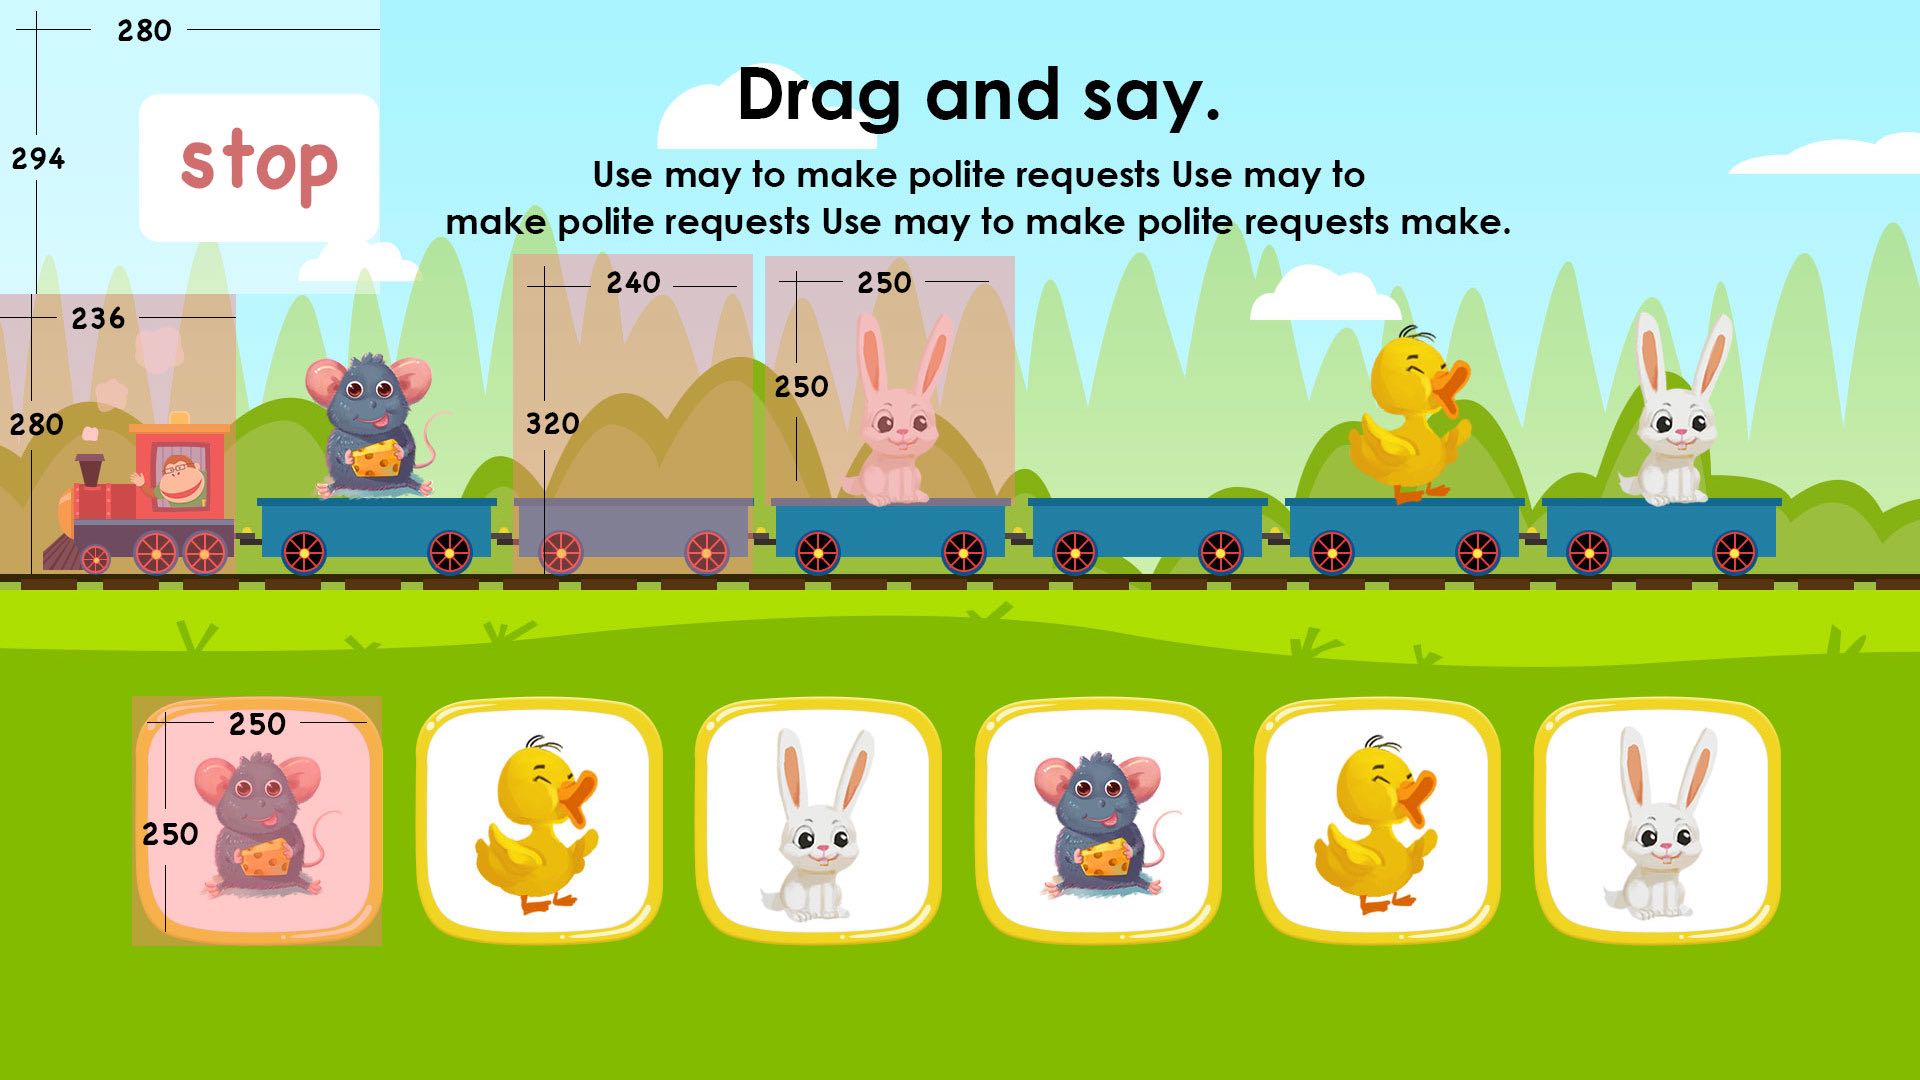 280
294
stop
Drag and say.
Use may to make polite requests Use may to
make polite requests Use may to make polite requests make.
236
280
240
320
250
250
250
250